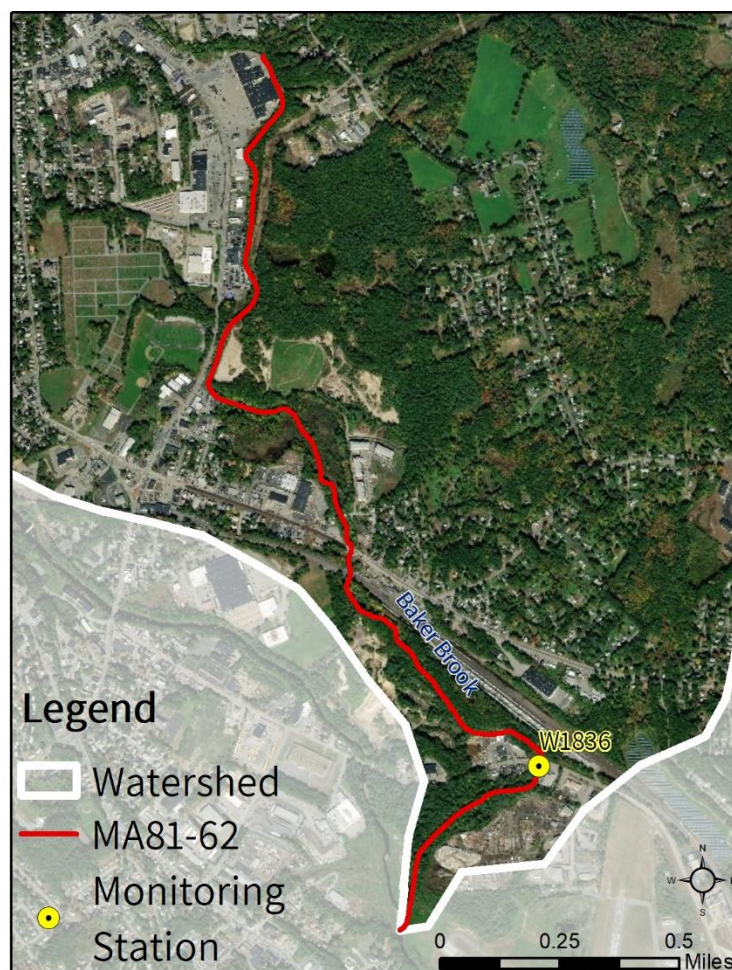 Baker Brook
W1836
Legend
Watershed
MA81-62
Monitoring
Station
N
W
E
S
0 0.25 0.5
Miles